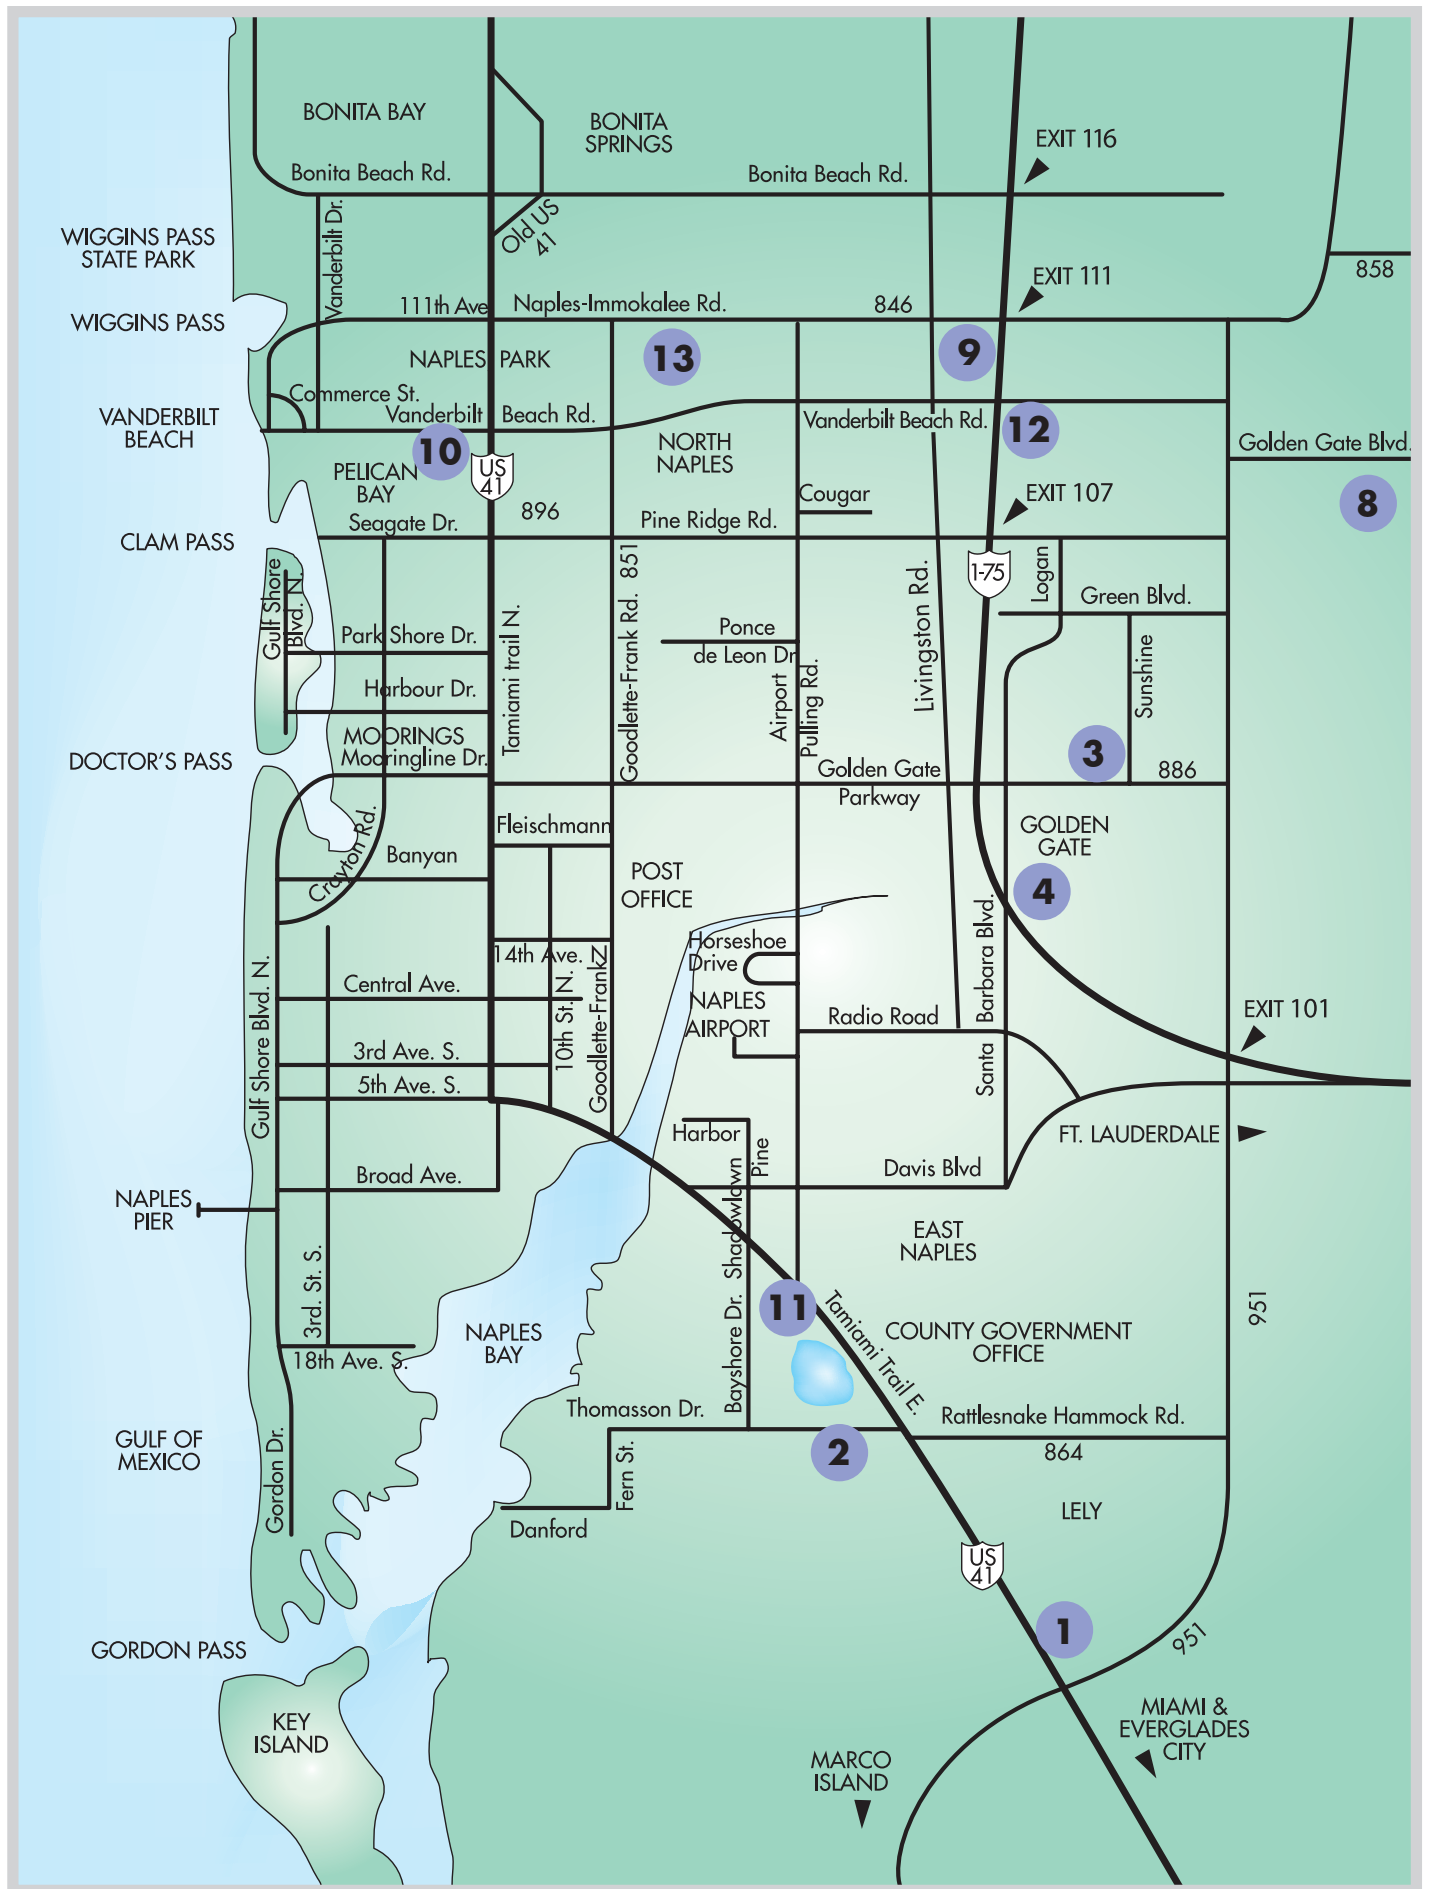 BONITA BAY
BONITA
SPRINGS
EXIT 116
Bonita Beach Rd.
Bonita Beach Rd.
Vanderbilt Dr.
Old US
41
WIGGINS PASS
STATE PARK
858
EXIT 111
111th Ave
Naples-Immokalee Rd.
846
WIGGINS PASS
13
9
NAPLES PARK
Commerce St.
Vanderbilt Beach Rd.
Vanderbilt Beach Rd.
12
VANDERBILT
BEACH
10
NORTH
NAPLES
Golden Gate Blvd.
PELICAN
BAY
US
41
Cougar
EXIT 107
8
Seagate Dr.
896
Pine Ridge Rd.
CLAM PASS
Gulf Shore
Blvd. N.
851
Goodlette-Frank Rd.
1-75
Logan
Green Blvd.
Livingston Rd.
Park Shore Dr.
Tamiami trail N.
Ponce
de Leon Dr
Sunshine
Harbour Dr.
Airport
Pulling Rd.
MOORINGS
Mooringline Dr.
DOCTOR'S PASS
3
886
Golden Gate
Parkway
Crayton Rd.
Fleischmann
GOLDEN
GATE
Banyan
POST
OFFICE
4
Barbara Blvd.
Santa
14th Ave. N
Horseshoe
Drive
Gulf Shore Blvd. N.
Central Ave.
10th St. N.
Goodlette-Frank
NAPLES
AIRPORT
Radio Road
EXIT 101
3rd Ave. S.
5th Ave. S.
Harbor
Pine
FT. LAUDERDALE
Broad Ave.
Davis Blvd
Shadowlawn
NAPLES
PIER
EAST
NAPLES
3rd. St. S.
951
11
Bayshore Dr.
Tamiami Trail E.
NAPLES
BAY
COUNTY GOVERNMENT
OFFICE
18th Ave. S.
Thomasson Dr.
Rattlesnake Hammock Rd.
GULF OF
MEXICO
Gordon Dr.
Fern St.
2
864
Danford
LELY
US
41
1
951
GORDON PASS
KEY
ISLAND
MIAMI &
EVERGLADES
CITY
MARCO
ISLAND